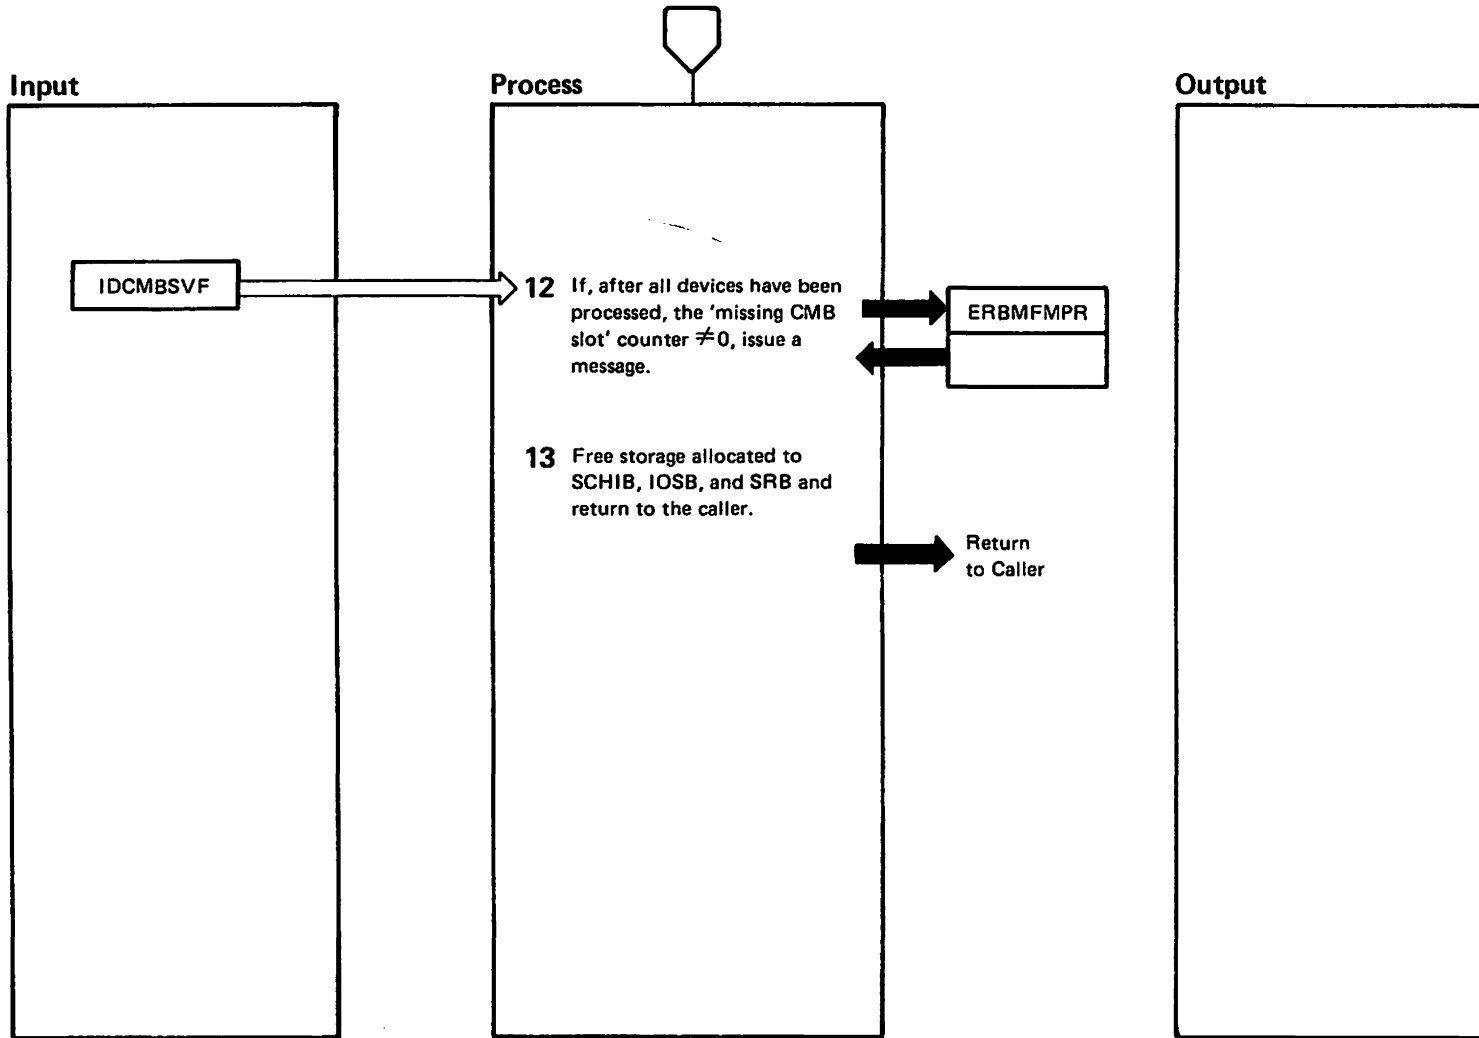 Input
Process
Output
IDCMBSVF
12 If, after all devices have been
processed, the 'missing CMB
slot' counter ≠0, issue a
message.
ERBMFMPR
13 Free storage allocated to
SCHIB, IOSB, and SRB and
return to the caller.
Return
to Caller